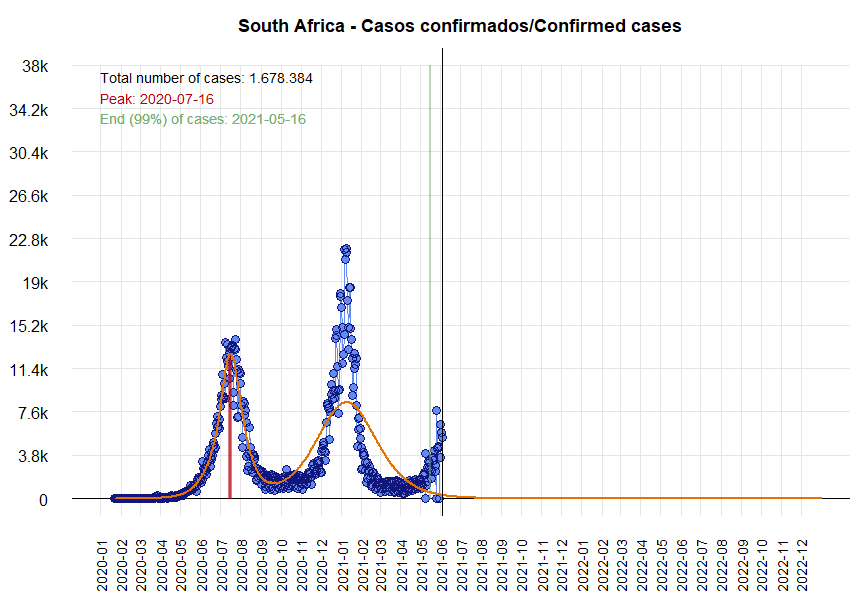 South Africa - Casos confirmados/Confirmed cases
38k
Total number of cases: 1.678.384
Peak: 2020-07-16
34.2k
End (99%) of cases: 2021-05-16
30.4k
26.6k
22.8k
19k
15.2k
11.4k
7.6k
3.8k
0
2020-01
2020-02
2020-03
2020-04
2020-05
2020-06
2020-07
2020-08
2020-09
2020-10
2020-11
2020-12
2021-01
2021-02
2021-03
2021-04
2021-05
2021-06
2021-07
2021-08
2021-09
2021-10
2021-11
2021-12
2022-01
2022-02
2022-03
2022-04
2022-05
2022-06
2022-07
2022-08
2022-09
2022-10
2022-11
2022-12